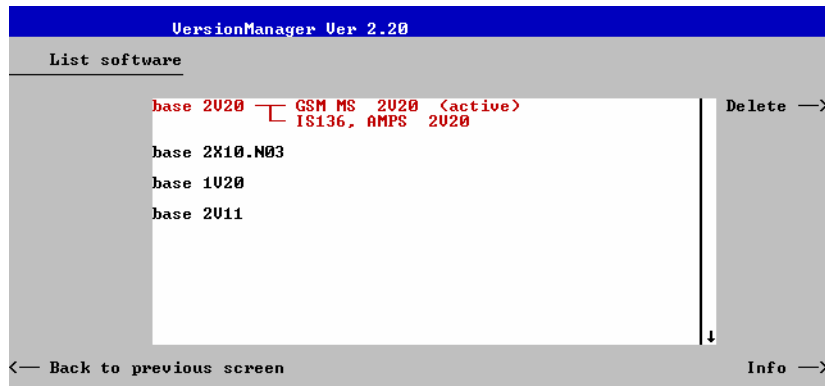 VersionManager Ver 2.20
List software
base 2V20 GSM MS 2V20 (active)
IS136, AMPS 2V20
Delete —>
base 2X10.N03
base 1V20
base 2V11
<— Back to previous screen
Info —>